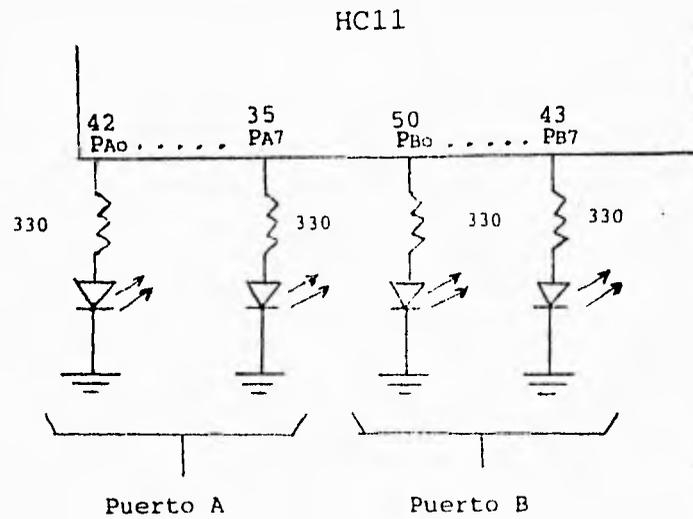 HC11
42 35 50 43
PA0 . . . . . PA7 PB0 . . . . . PB7
330 330 330 330
Puerto A Puerto B